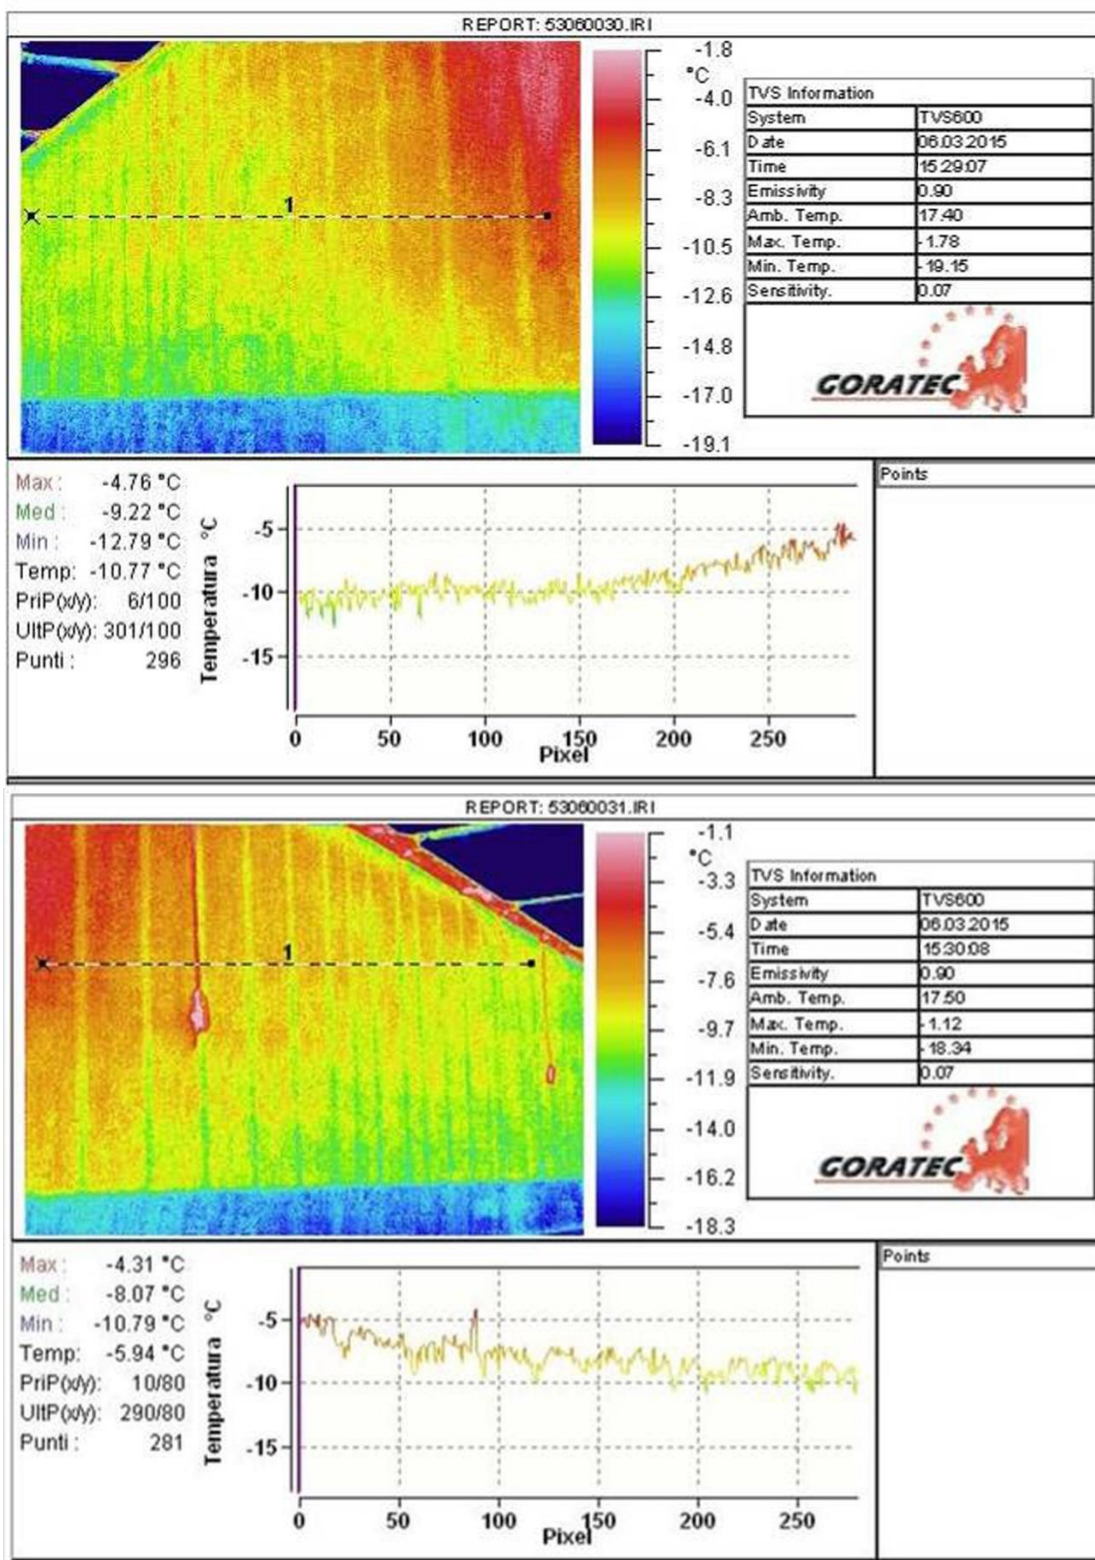 REPORT: 53060030.IRI
1
-1.8
°C
-4.0
-6.1
-8.3
-10.5
-12.6
-14.8
-17.0
-19.1
TVS Information
System TVS600
Date 06.03.2015
Time 15:29:07
Emissivity 0.90
Amb. Temp. 17.40
Max. Temp. -1.78
Min. Temp. -19.15
Sensitivity. 0.07
GORATEC
Max : -4.76 °C
Med : -9.22 °C
Min : -12.79 °C
Temp: -10.77 °C
PriP(x/y): 6/100
UltP(x/y): 301/100
Punti : 296
Temperatura °C
-5
-10
-15
0 50 100 150 200 250
Pixel
Points
REPORT: 53060031.IRI
1
-1.1
°C
-3.3
-5.4
-7.6
-9.7
-11.9
-14.0
-16.2
-18.3
TVS Information
System TVS600
Date 06.03.2015
Time 15:30:08
Emissivity 0.90
Amb. Temp. 17.50
Max. Temp. -1.12
Min. Temp. -18.34
Sensitivity. 0.07
GORATEC
Max : -4.31 °C
Med : -8.07 °C
Min : -10.79 °C
Temp: -5.94 °C
PriP(x/y): 10/80
UltP(x/y): 290/80
Punti : 281
Temperatura °C
-5
-10
-15
0 50 100 150 200 250
Pixel
Points